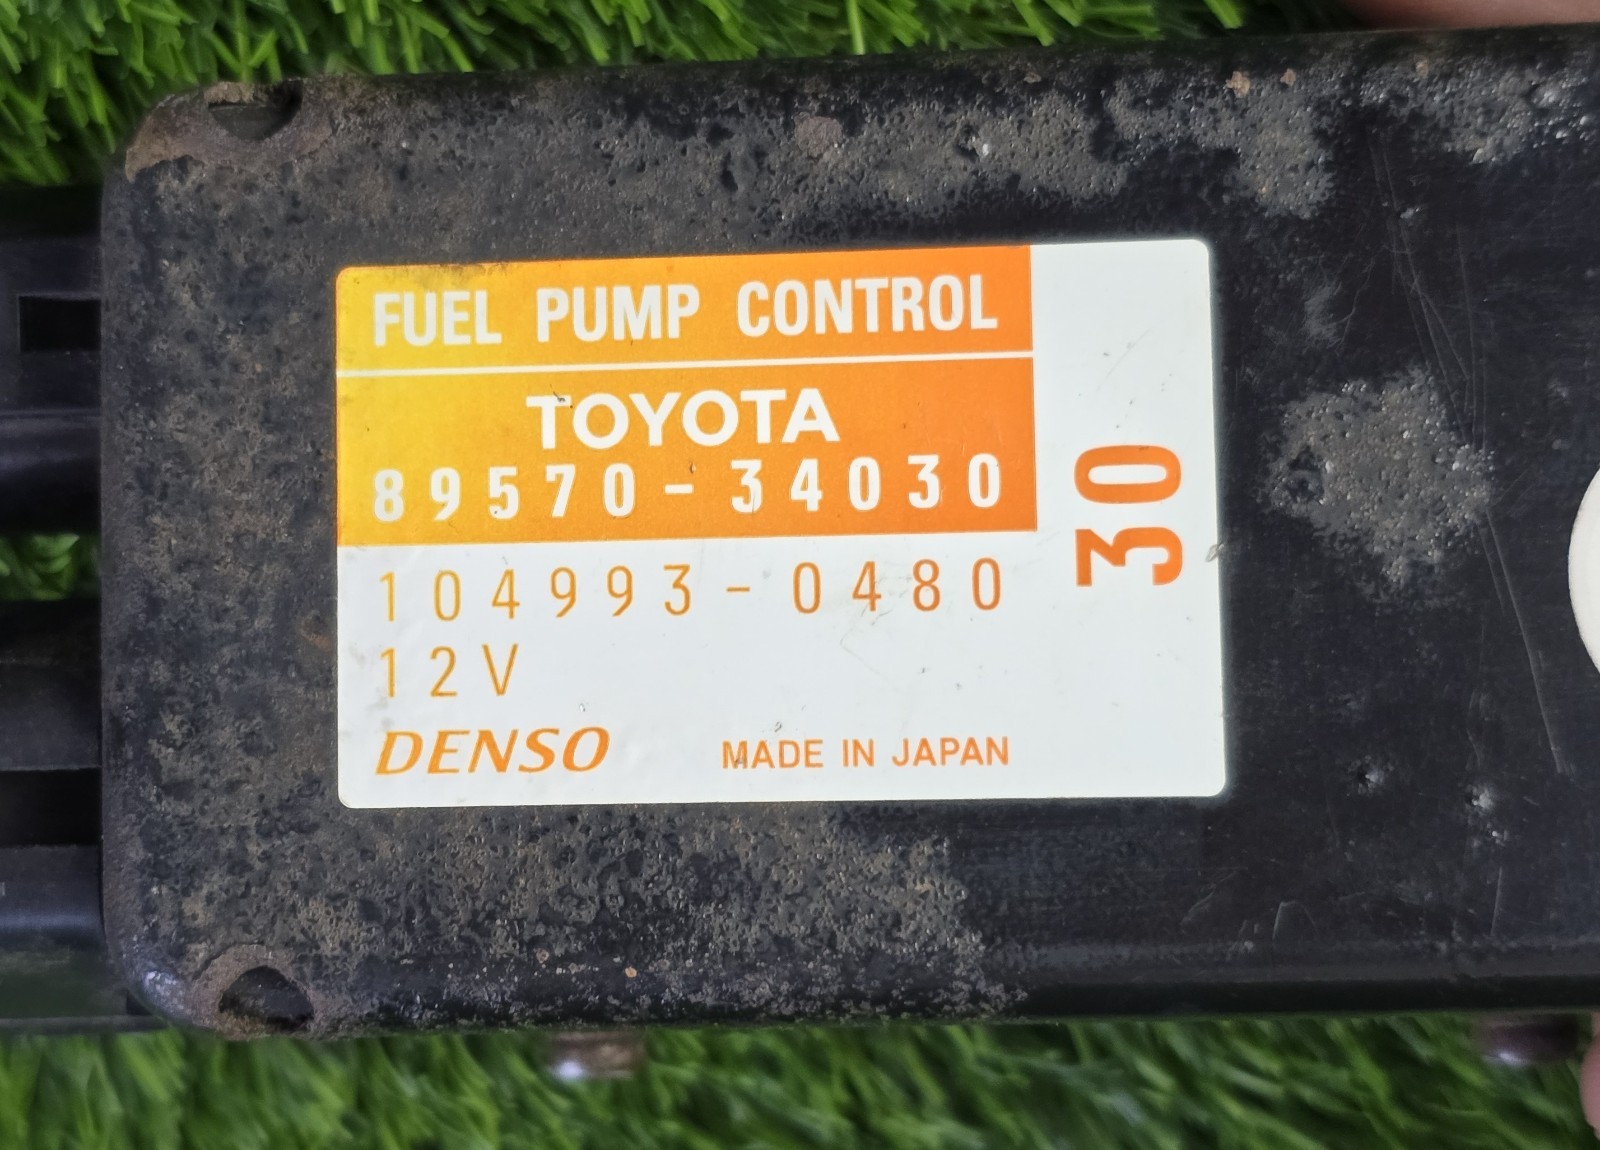 FUEL PUMP CONTROL
TOYOTA
89570-34030
104993-0480
12V
DENSO MADE IN JAPAN
30